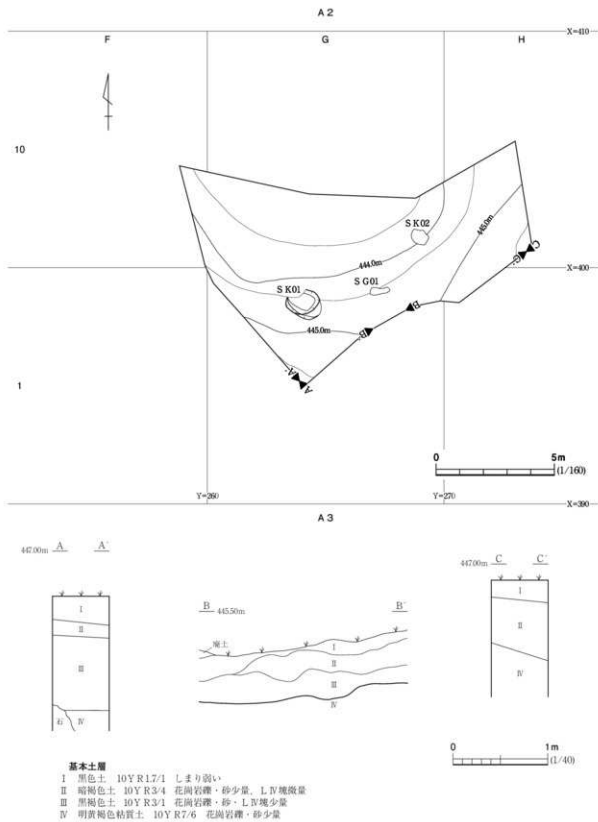 A2
F G H
X=410
10
SK02
445.0m
C
C´
444.0m
X=400
SK01
SG01
B
B´
445.0m
A´
A
1
0 5m
(1/160)
Y=260 Y=270
X=390
A3
447.00m A A´
I
II
III
石 IV
B 445.50m B´
廃土
I
II
III
IV
447.00m C C´
I
II
IV
0 1m
(1/40)
基本土層
I 黒色土 10YR1.7/1 しまり弱い
II 暗褐色土 10YR3/4 花崗岩礫・砂少量、LⅣ塊微量
III 黒褐色土 10YR3/1 花崗岩礫・砂・LⅣ塊少量
IV 明黄褐色粘質土 10YR7/6 花崗岩礫・砂少量